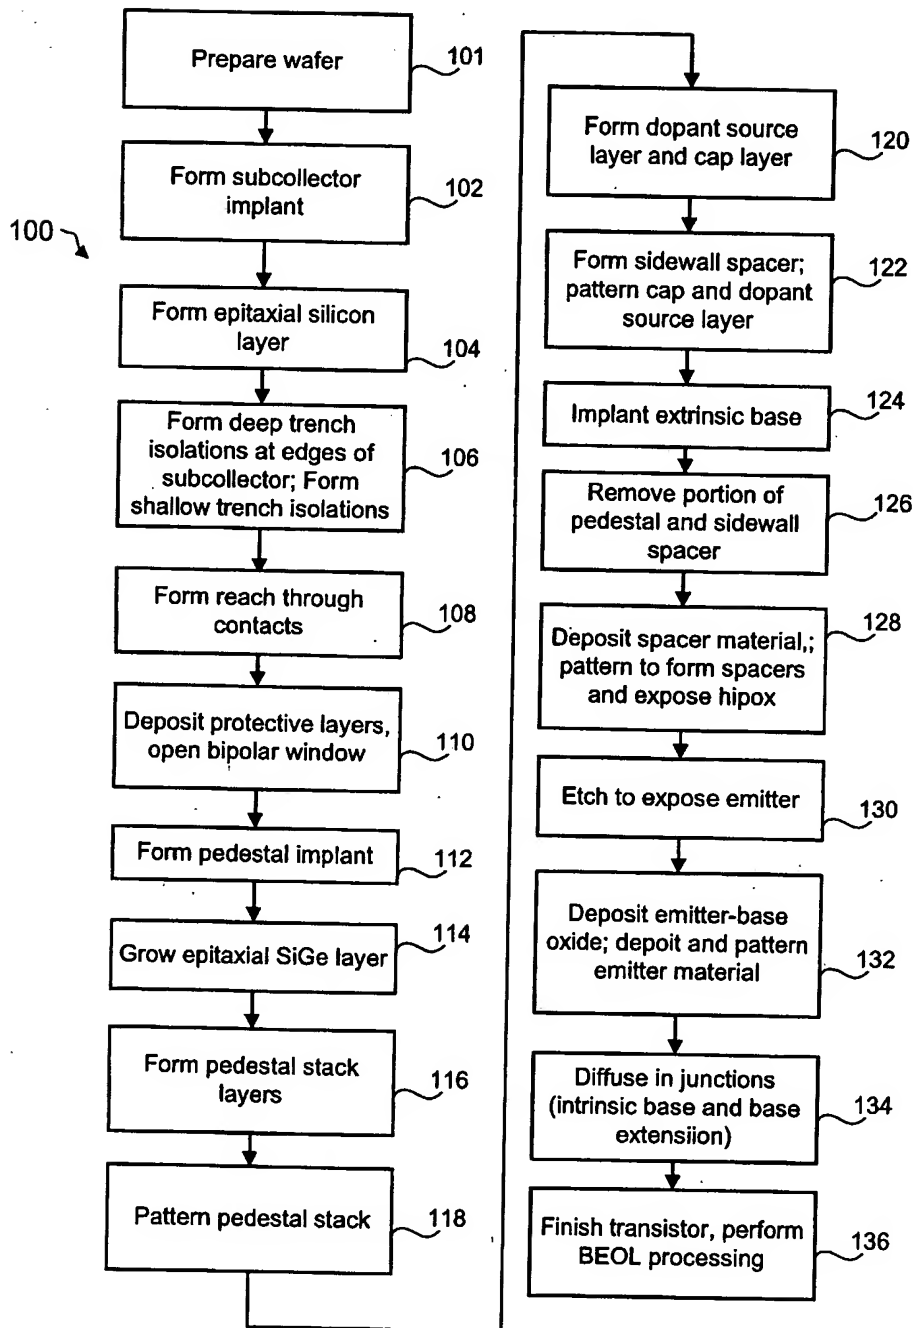 100
Prepare wafer
101
Form subcollector
implant
102
Form epitaxial silicon
layer
104
Form deep trench
isolations at edges of
subcollector; Form
shallow trench isolations
106
Form reach through
contacts
108
Deposit protective layers,
open bipolar window
110
Form pedestal implant
112
Grow epitaxial SiGe layer
114
Form pedestal stack
layers
116
Pattern pedestal stack
118
Form dopant source
layer and cap layer
120
Form sidewall spacer;
pattern cap and dopant
source layer
122
Implant extrinsic base
124
Remove portion of
pedestal and sidewall
spacer
126
Deposit spacer material,;
pattern to form spacers
and expose hipox
128
Etch to expose emitter
130
Deposit emitter-base
oxide; depoit and pattern
emitter material
132
Diffuse in junctions
(intrinsic base and base
extensiion)
134
Finish transistor, perform
BEOL processing
136